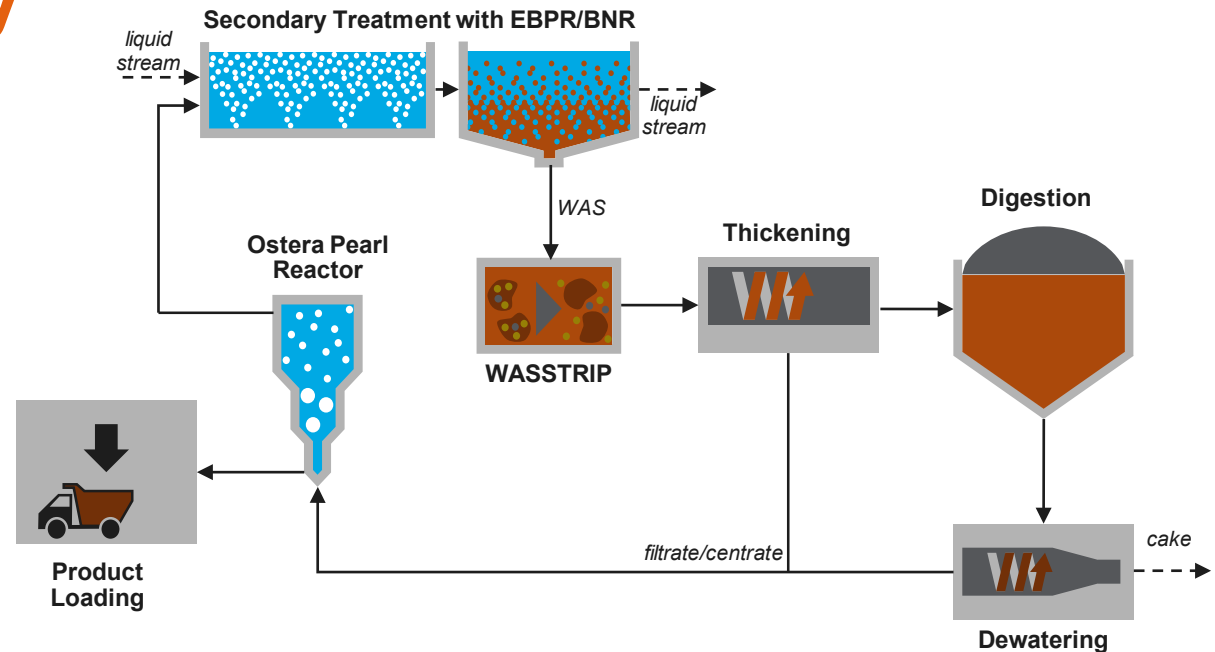 Secondary Treatment with EBPR/BNR
liquid
stream
liquid
stream
WAS
Digestion
Thickening
Ostera Pearl
Reactor
WASSTRIP
filtrate/centrate
cake
Product
Loading
Dewatering